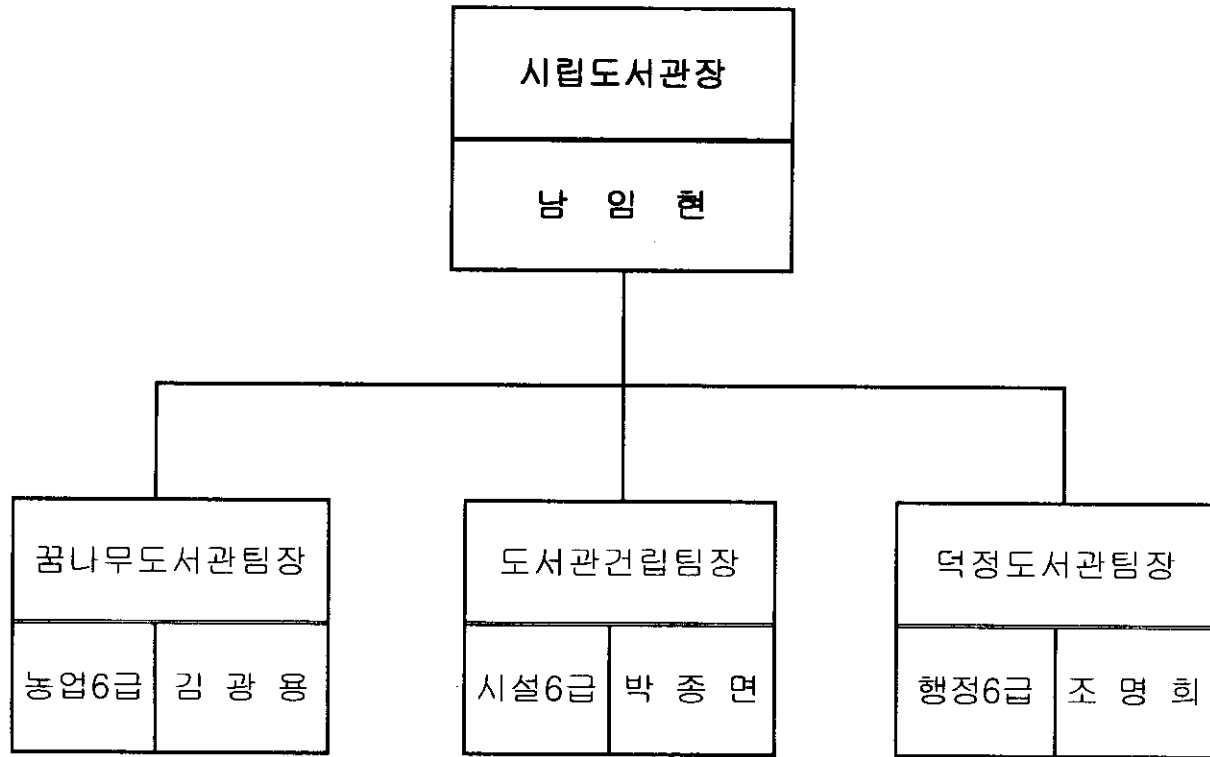 시립도서관장
남 임 현
꿈나무도서관팀장
농업6급 김 광 용
도서관건립팀장
시설6급 박 종 면
덕정도서관팀장
행정6급 조 명 희